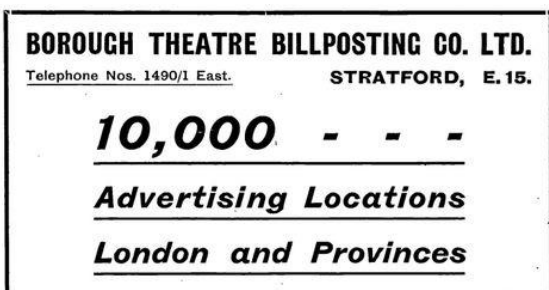 BOROUGH THEATRE BILLPOSTING CO. LTD.
Telephone Nos. 1490/1 East. STRATFORD, E.15.
10,000 - - -
Advertising Locations
London and Provinces